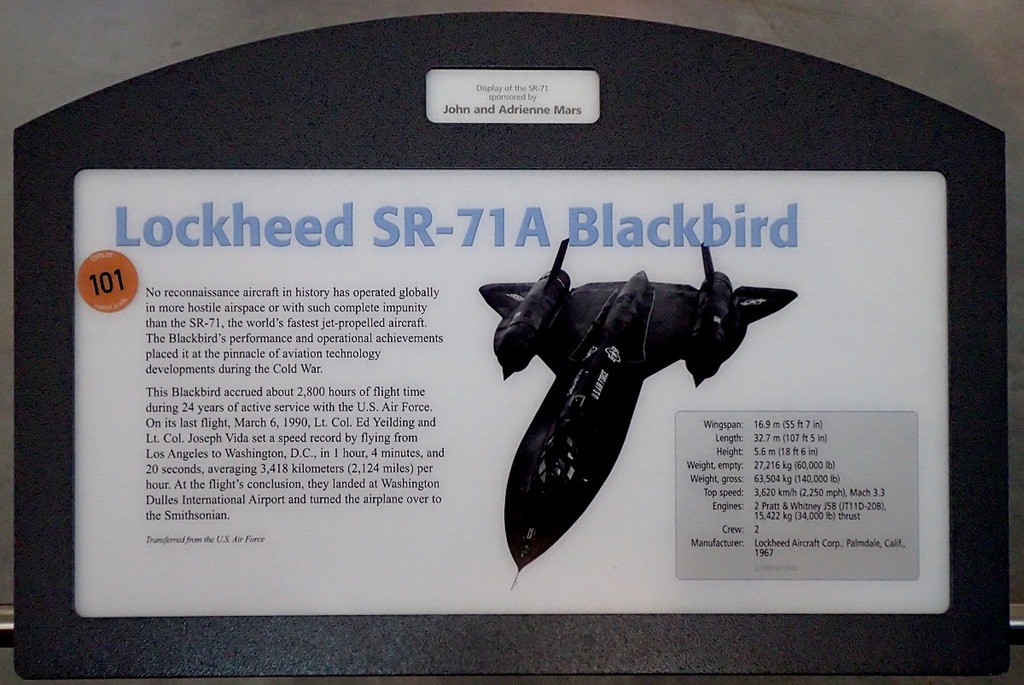 Display of the SR-71
sponsored by
John and Adrienne Mars
Lockheed SR-71A Blackbird
101
No reconnaissance aircraft in history has operated globally
in more hostile airspace or with such complete impunity
than the SR-71, the world's fastest jet-propelled aircraft.
The Blackbird's performance and operational achievements
placed it at the pinnacle of aviation technology
developments during the Cold War.
This Blackbird accrued about 2,800 hours of flight time
during 24 years of active service with the U.S. Air Force.
On its last flight, March 6, 1990, Lt. Col. Ed Yeilding and
Lt. Col. Joseph Vida set a speed record by flying from
Los Angeles to Washington, D.C., in 1 hour, 4 minutes, and
20 seconds, averaging 3,418 kilometers (2,124 miles) per
hour. At the flight's conclusion, they landed at Washington
Dulles International Airport and turned the airplane over to
the Smithsonian.
Transferred from the U.S. Air Force
U.S. AIR FORCE
Wingspan: 16.9 m (55 ft 7 in)
Length: 32.7 m (107 ft 5 in)
Height: 5.6 m (18 ft 6 in)
Weight, empty: 27,216 kg (60,000 lb)
Weight, gross: 63,504 kg (140,000 lb)
Top speed: 3,620 km/h (2,250 mph), Mach 3.3
Engines: 2 Pratt & Whitney J58 (JT11D-20B),
15,422 kg (34,000 lb) thrust
Crew: 2
Manufacturer: Lockheed Aircraft Corp., Palmdale, Calif.,
1967